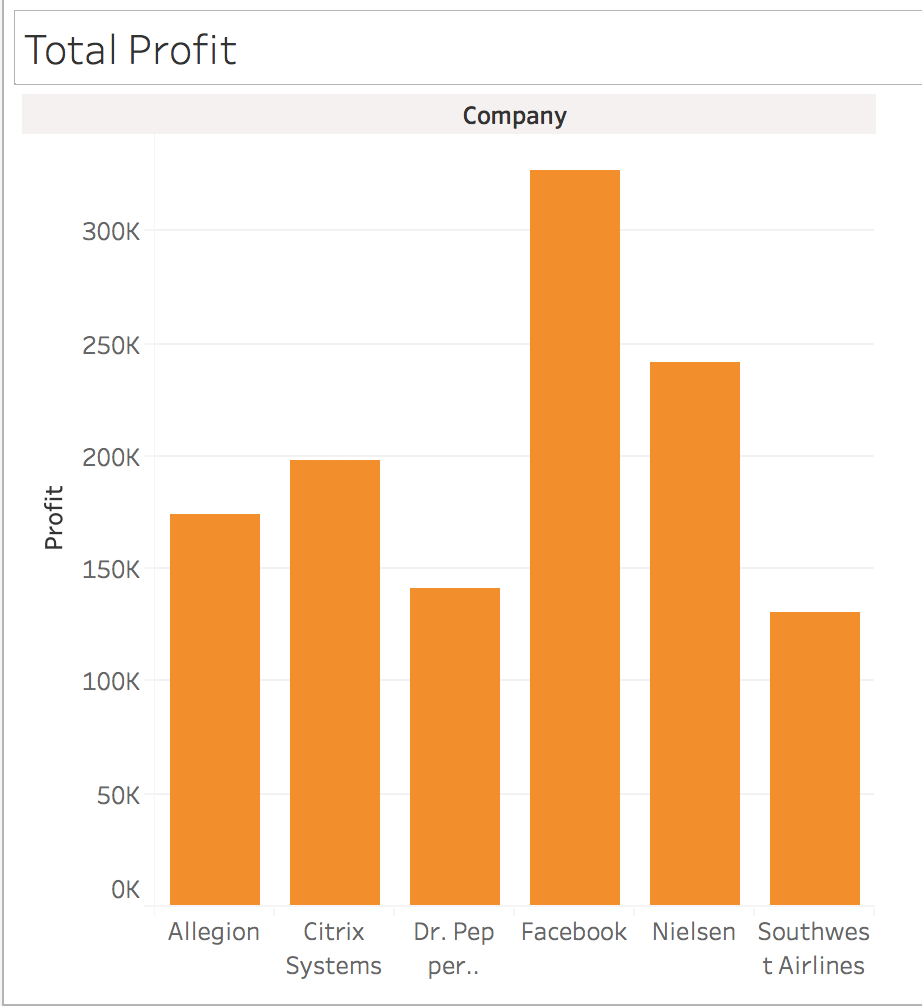 Total Profit
Company
300K
250K
200K
150K
100K
50K
0K
Profit
Allegion
Citrix
Systems
Dr. Pep
per..
Facebook
Nielsen
Southwes
t Airlines